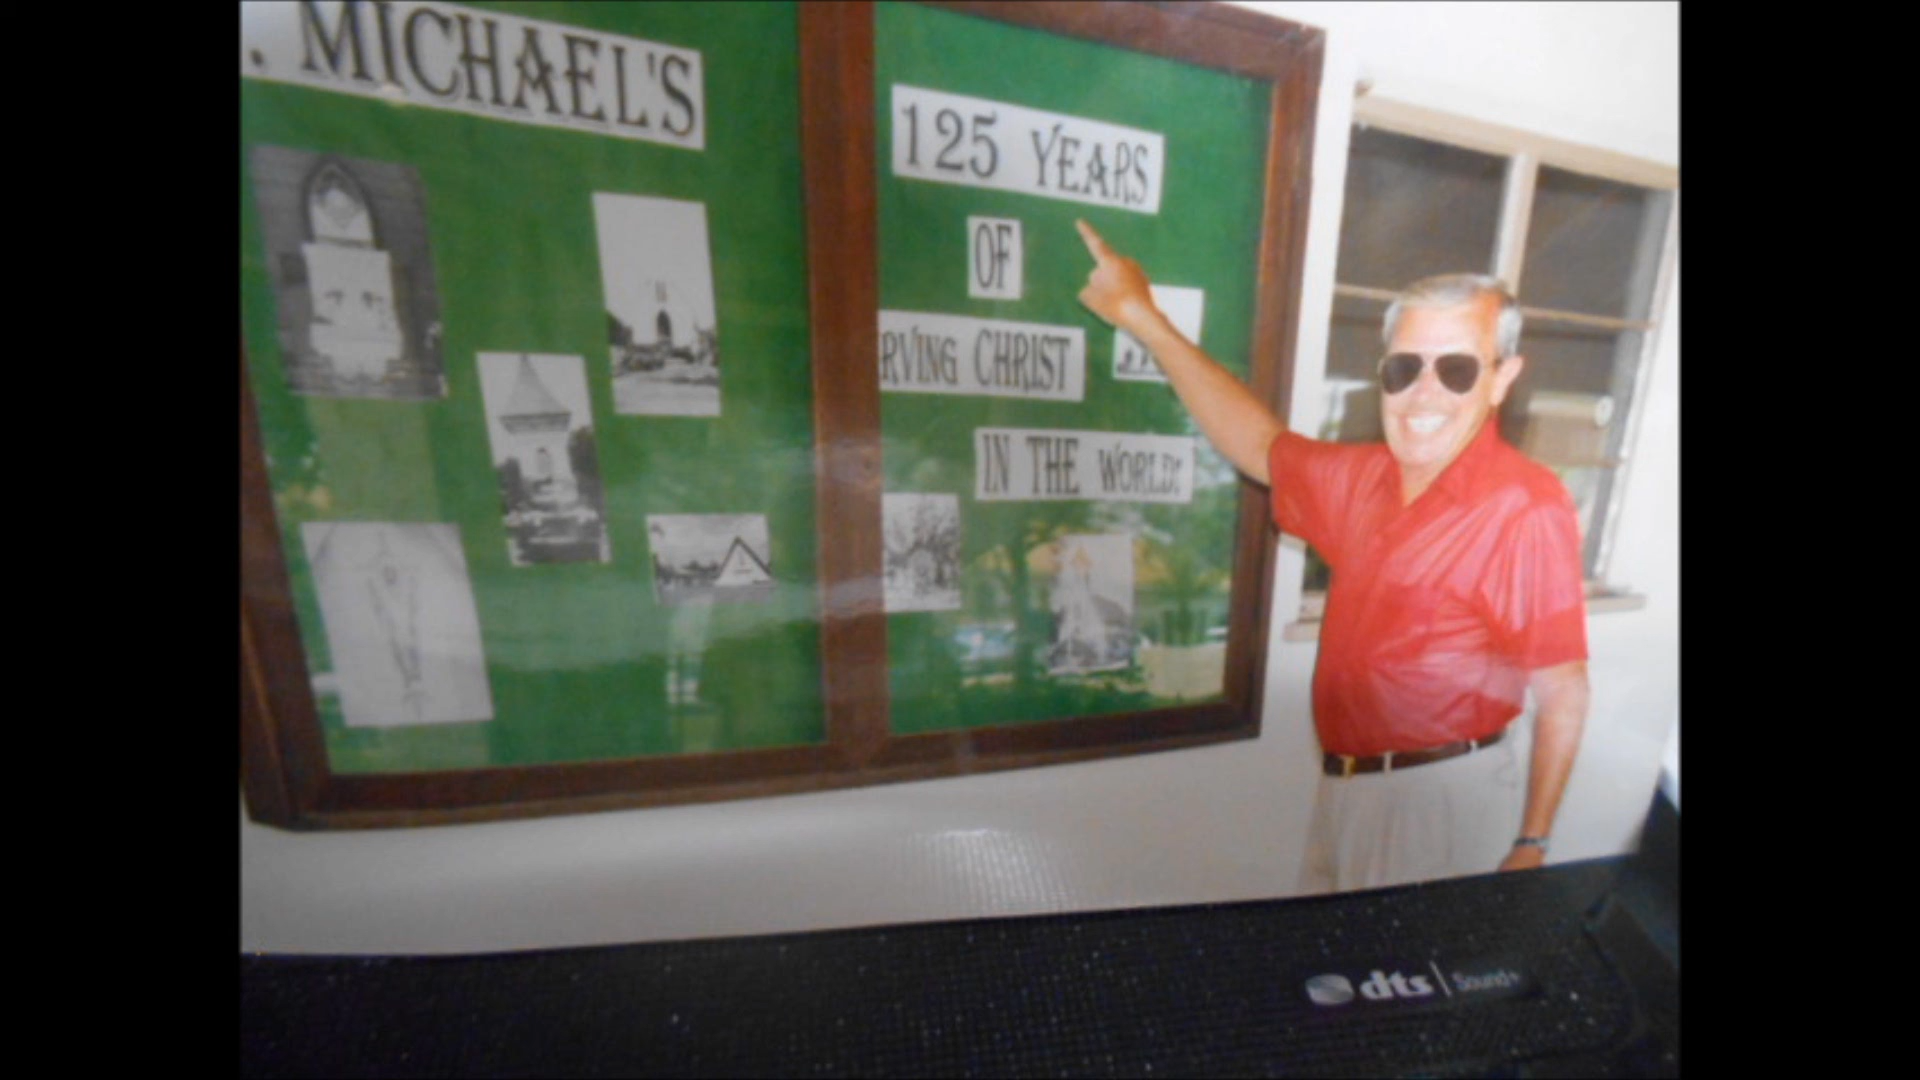 . MICHAEL'S
125 YEARS
OF
RVING CHRIST
IN THE WORLD!
dts Sound+